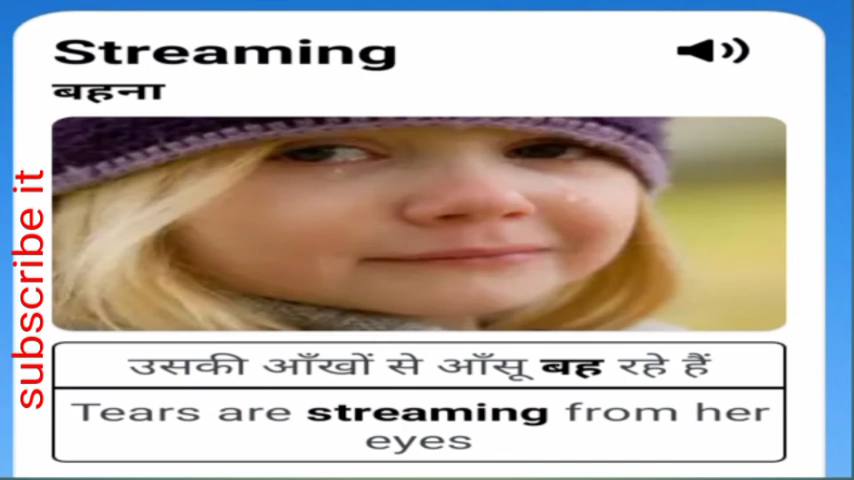 Streaming
बहना
subscribe it
उसकी आँखों से आँसू बह रहे हैं
Tears are streaming from her
eyes